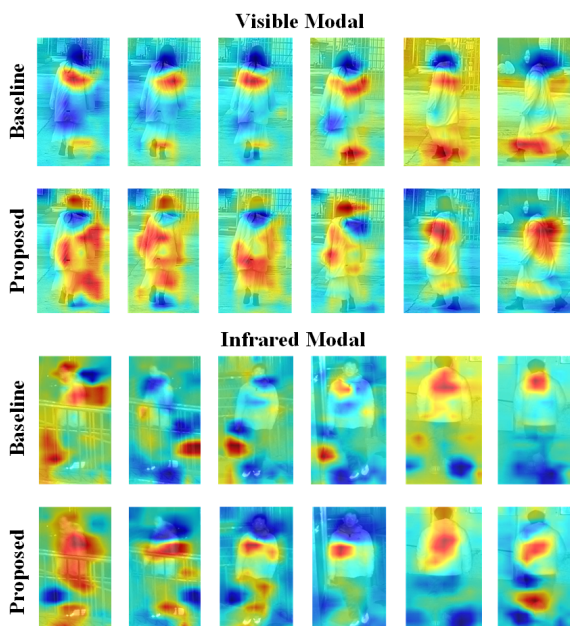 Visible Modal
Baseline
Proposed
Infrared Modal
Baseline
Proposed